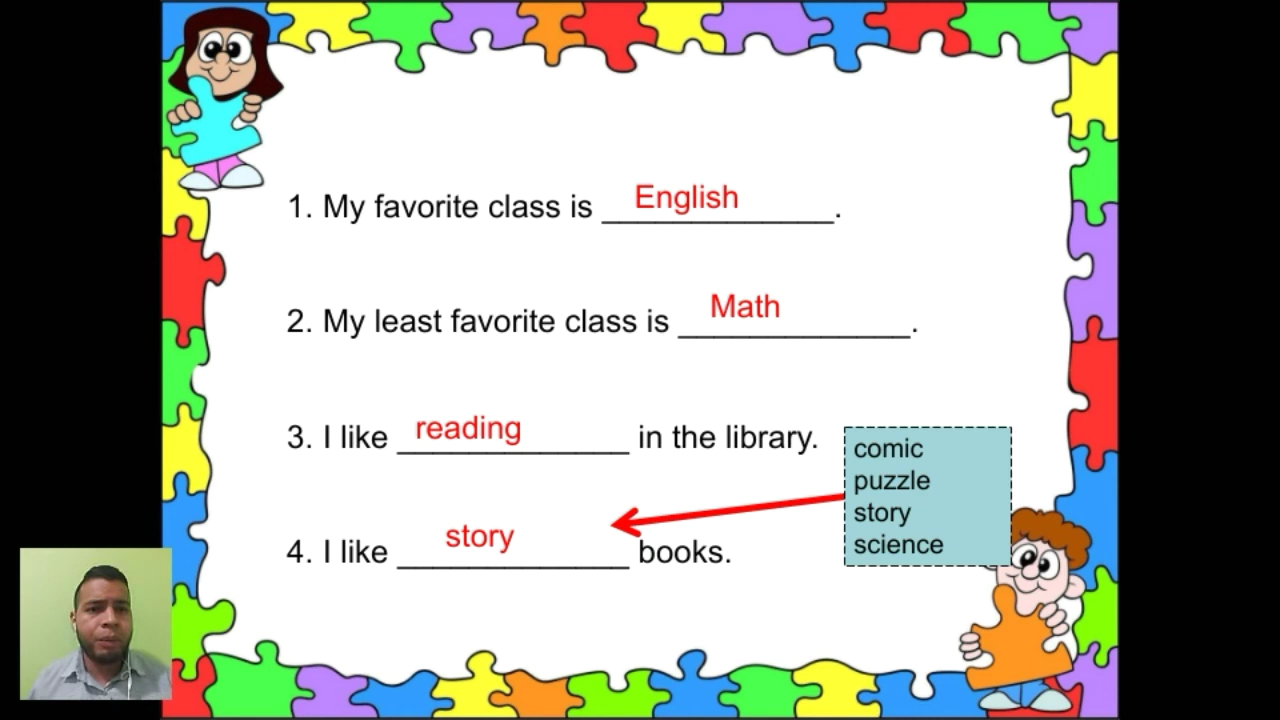 1. My favorite class is English.
2. My least favorite class is Math.
3. I like reading in the library.
comic
puzzle
story
science
4. I like story books.